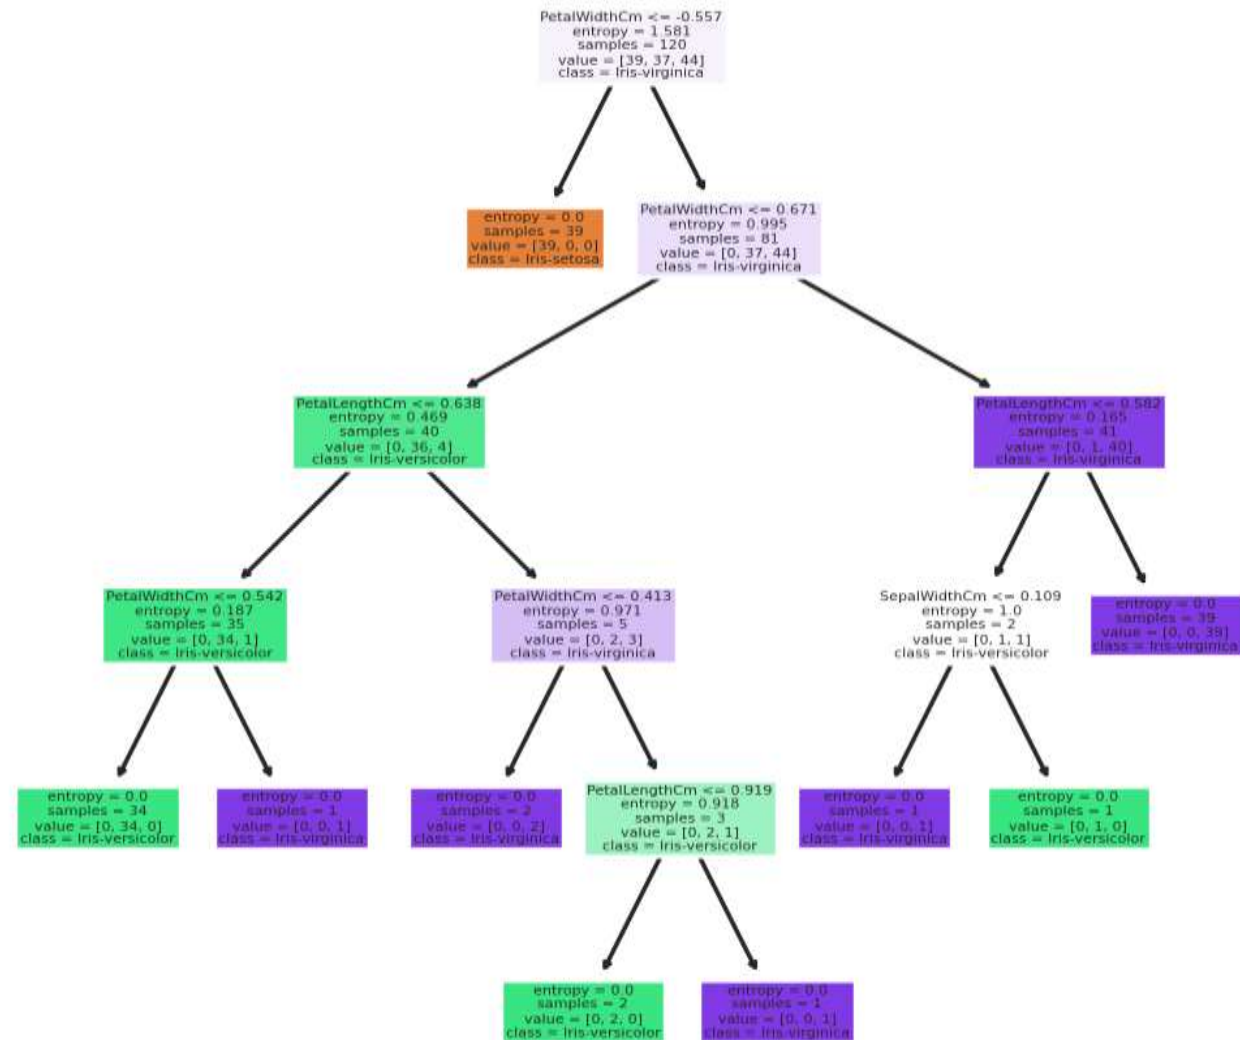 PetalWidthCm <= -0.557
entropy = 1.581
samples = 120
value = [39, 37, 44]
class = Iris-virginica
entropy = 0.0
samples = 39
value = [39, 0, 0]
class = Iris-setosa
PetalWidthCm <= 0.671
entropy = 0.995
samples = 81
value = [0, 37, 44]
class = Iris-virginica
PetalLengthCm <= 0.638
entropy = 0.469
samples = 40
value = [0, 36, 4]
class = Iris-versicolor
PetalLengthCm <= 0.582
entropy = 0.165
samples = 41
value = [0, 1, 40]
class = Iris-virginica
PetalWidthCm <= 0.542
entropy = 0.187
samples = 35
value = [0, 34, 1]
class = Iris-versicolor
PetalWidthCm <= 0.413
entropy = 0.971
samples = 5
value = [0, 2, 3]
class = Iris-virginica
SepalWidthCm <= 0.109
entropy = 1.0
samples = 2
value = [0, 1, 1]
class = Iris-versicolor
entropy = 0.0
samples = 39
value = [0, 0, 39]
class = Iris-virginica
entropy = 0.0
samples = 34
value = [0, 34, 0]
class = Iris-versicolor
entropy = 0.0
samples = 1
value = [0, 0, 1]
class = Iris-virginica
entropy = 0.0
samples = 2
value = [0, 0, 2]
class = Iris-virginica
PetalLengthCm <= 0.919
entropy = 0.918
samples = 3
value = [0, 2, 1]
class = Iris-versicolor
entropy = 0.0
samples = 1
value = [0, 0, 1]
class = Iris-virginica
entropy = 0.0
samples = 1
value = [0, 1, 0]
class = Iris-versicolor
entropy = 0.0
samples = 2
value = [0, 2, 0]
class = Iris-versicolor
entropy = 0.0
samples = 1
value = [0, 0, 1]
class = Iris-virginica